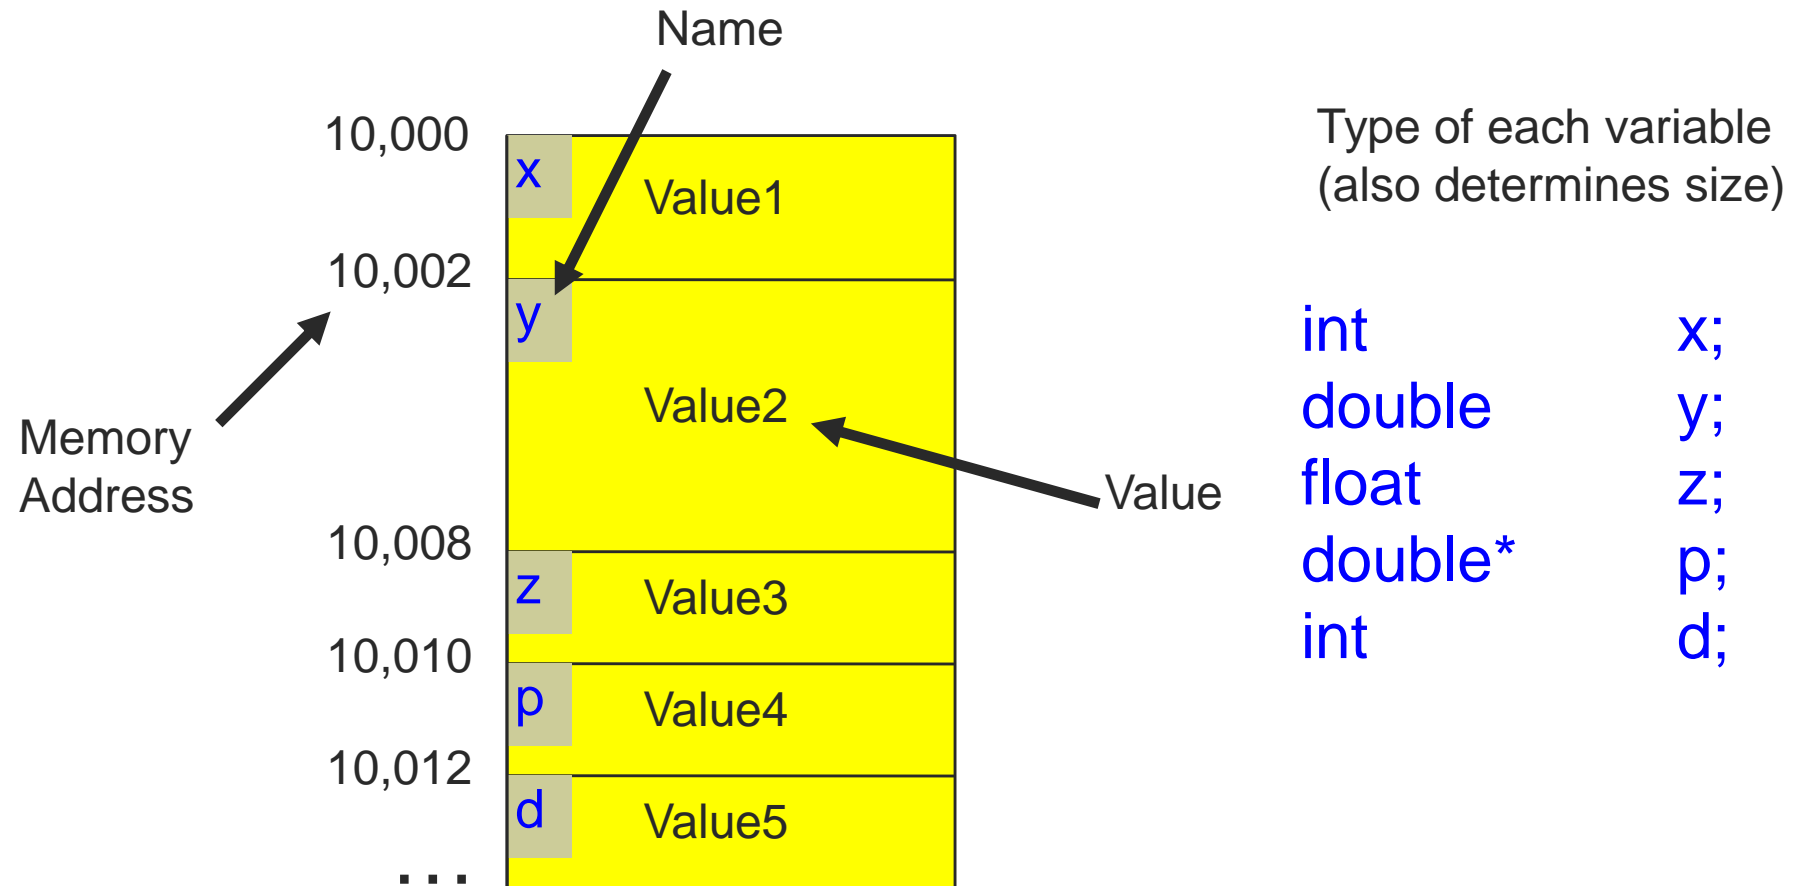 Name
10,000
x
Value1
10,002
y
Value2
Memory
Address
Value
10,008
z
Value3
10,010
p
Value4
10,012
d
Value5
...
Type of each variable
(also determines size)
int x;
double y;
float z;
double* p;
int d;